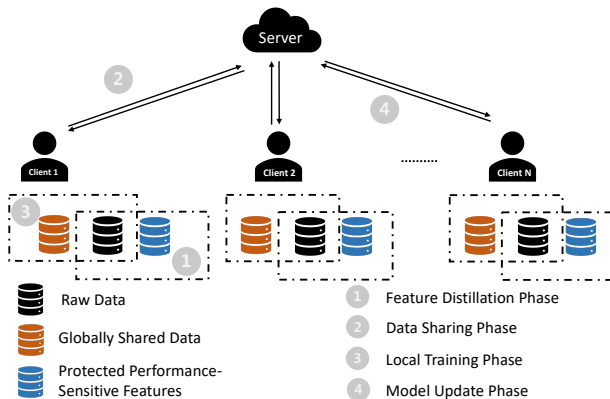 Server
2
4
Client 1
Client 2
..........
Client N
3
1
Raw Data
Globally Shared Data
Protected Performance-
Sensitive Features
1 Feature Distillation Phase
2 Data Sharing Phase
3 Local Training Phase
4 Model Update Phase